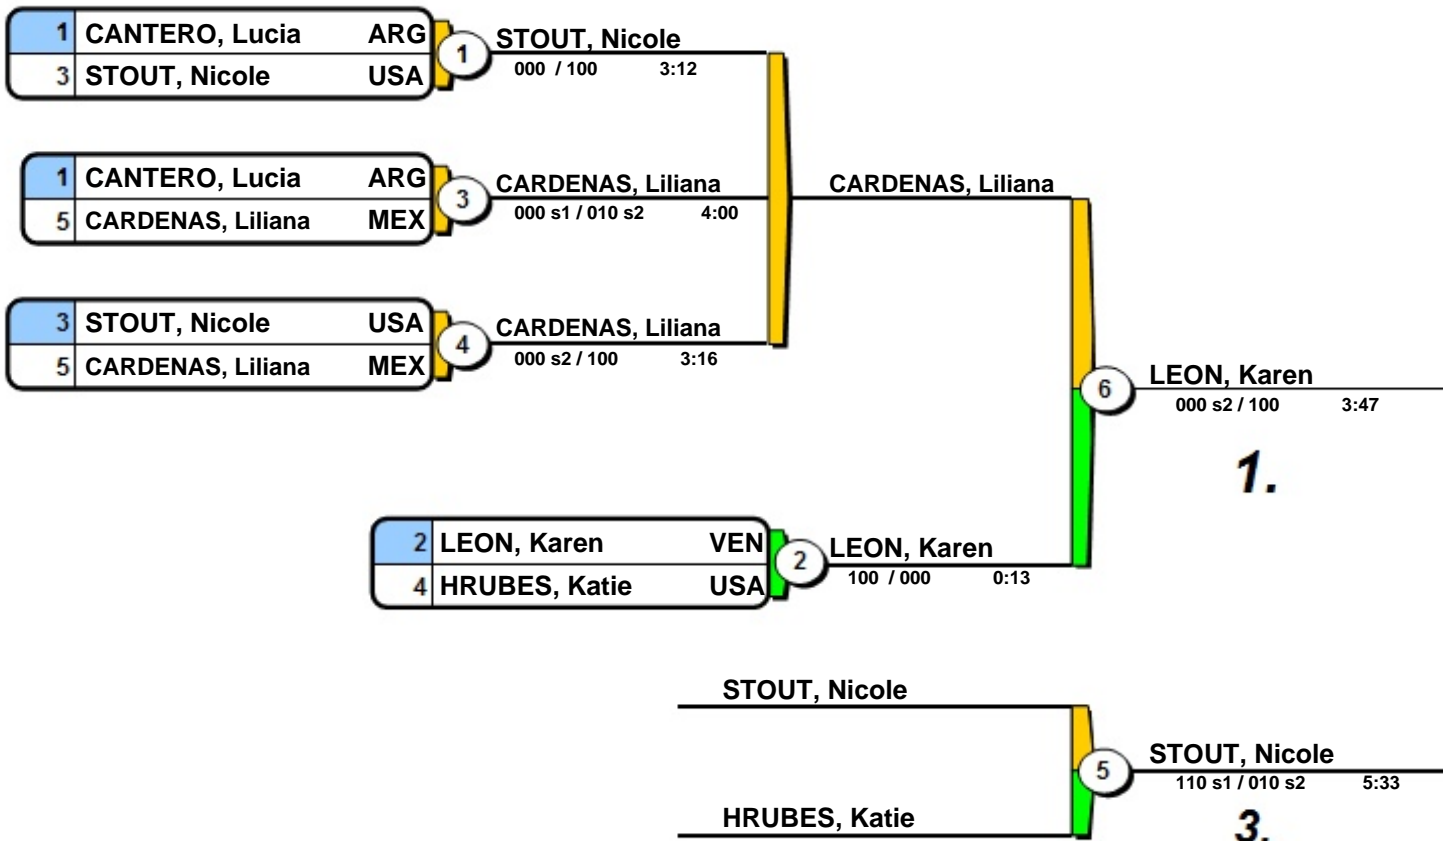 1 CANTERO, Lucia ARG
3 STOUT, Nicole USA
1 STOUT, Nicole
000 / 100 3:12
1 CANTERO, Lucia ARG
5 CARDENAS, Liliana MEX
3 CARDENAS, Liliana
000 s1 / 010 s2 4:00
CARDENAS, Liliana
3 STOUT, Nicole USA
5 CARDENAS, Liliana MEX
4 CARDENAS, Liliana
000 s2 / 100 3:16
6 LEON, Karen
000 s2 / 100 3:47
1.
2 LEON, Karen VEN
4 HRUBES, Katie USA
2 LEON, Karen
100 / 000 0:13
STOUT, Nicole
HRUBES, Katie
5 STOUT, Nicole
110 s1 / 010 s2 5:33
3.